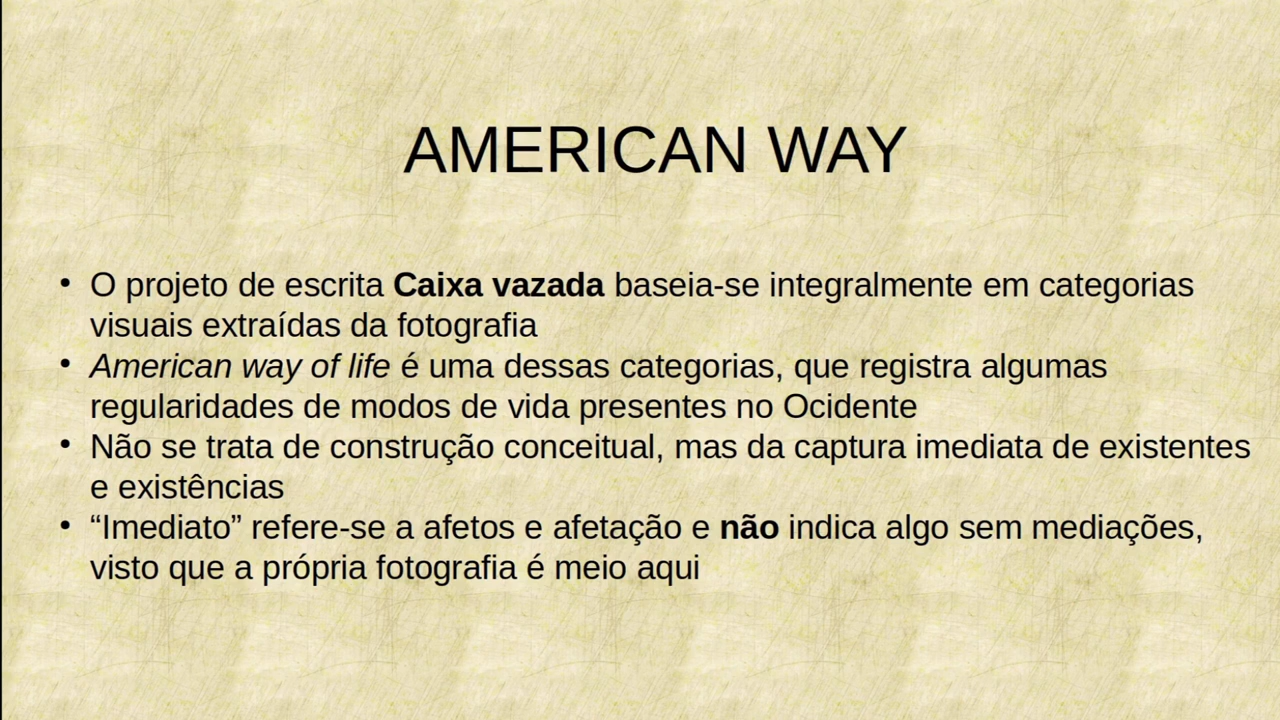 AMERICAN WAY
• O projeto de escrita Caixa vazada baseia-se integralmente em categorias
visuais extraídas da fotografia
• American way of life é uma dessas categorias, que registra algumas
regularidades de modos de vida presentes no Ocidente
• Não se trata de construção conceitual, mas da captura imediata de existentes
e existências
• “Imediato” refere-se a afetos e afetação e não indica algo sem mediações,
visto que a própria fotografia é meio aqui